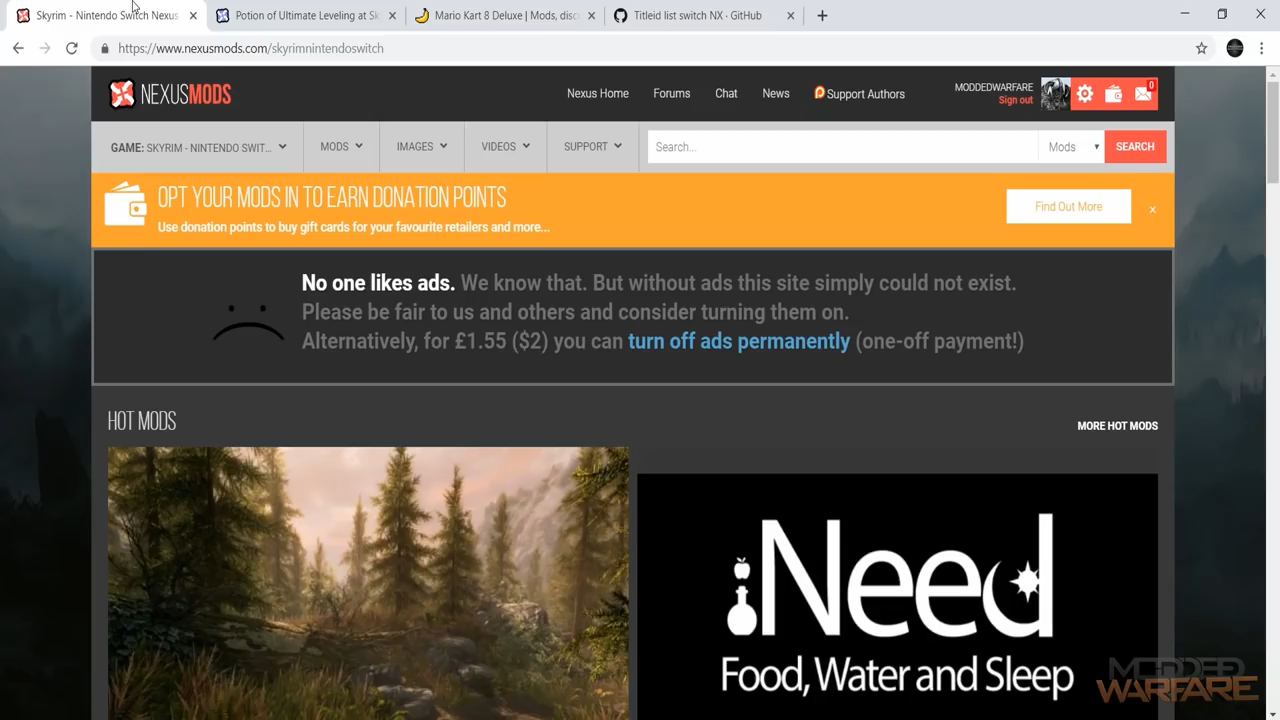 Skyrim - Nintendo Switch Nexus
Potion of Ultimate Leveling at Sk
Mario Kart 8 Deluxe | Mods, disc
Titleid list switch NX · GitHub
https://www.nexusmods.com/skyrimnintendoswitch
NEXUSMODS
Nexus Home
Forums
Chat
News
Support Authors
MODDEDWARFARE
Sign out
0
GAME: SKYRIM - NINTENDO SWIT...
MODS
IMAGES
VIDEOS
SUPPORT
Search...
Mods
SEARCH
OPT YOUR MODS IN TO EARN DONATION POINTS
Use donation points to buy gift cards for your favourite retailers and more...
Find Out More
No one likes ads. We know that. But without ads this site simply could not exist.
Please be fair to us and others and consider turning them on.
Alternatively, for £1.55 ($2) you can turn off ads permanently (one-off payment!)
HOT MODS
MORE HOT MODS
iNeed
Food, Water and Sleep
MODDED
WARFARE